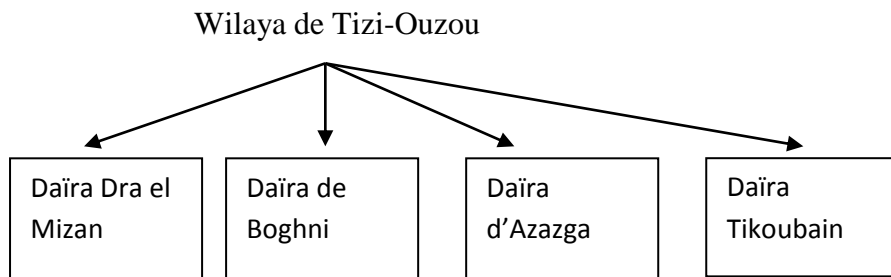 Wilaya de Tizi-Ouzou
Daïra Dra el
Mizan
Daïra de
Boghni
Daïra
d’Azazga
Daïra
Tikoubain